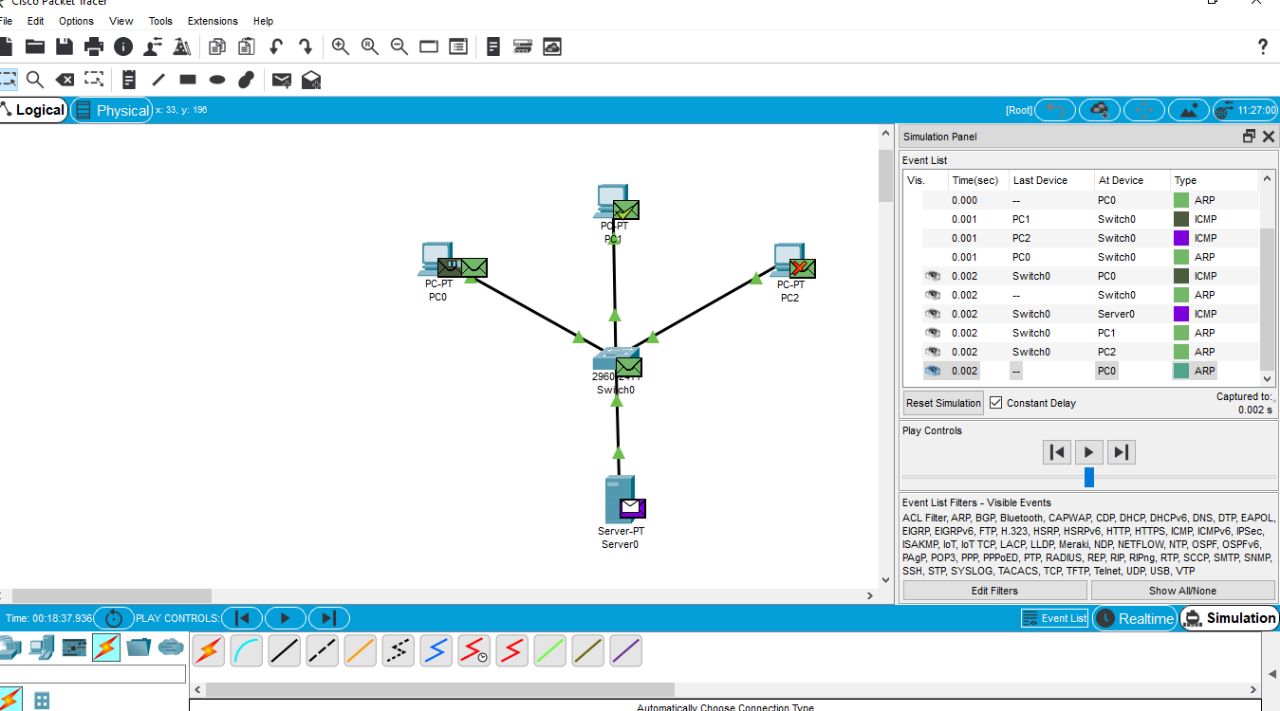 Cisco Packet Tracer
File Edit Options View Tools Extensions Help
?
Logical Physical x: 33, y: 196 [Root] 11:27:00
Simulation Panel
Event List
Vis. Time(sec) Last Device At Device Type
0.000 -- PC0 ARP
0.001 PC1 Switch0 ICMP
0.001 PC2 Switch0 ICMP
0.001 PC0 Switch0 ARP
0.002 Switch0 PC0 ICMP
0.002 -- Switch0 ARP
0.002 Switch0 Server0 ICMP
0.002 Switch0 PC1 ARP
0.002 Switch0 PC2 ARP
0.002 -- PC0 ARP
Reset Simulation Constant Delay Captured to:
0.002 s
Play Controls
Event List Filters - Visible Events
ACL Filter, ARP, BGP, Bluetooth, CAPWAP, CDP, DHCP, DHCPv6, DNS, DTP, EAPOL,
EIGRP, EIGRPv6, FTP, H.323, HSRP, HSRPv6, HTTP, HTTPS, ICMP, ICMPv6, IPSec,
ISAKMP, IoT, IoT TCP, LACP, LLDP, Meraki, NDP, NETFLOW, NTP, OSPF, OSPFv6,
PAgP, POP3, PPP, PPPoED, PTP, RADIUS, REP, RIP, RIPng, RTP, SCCP, SMTP, SNMP,
SSH, STP, SYSLOG, TACACS, TCP, TFTP, Telnet, UDP, USB, VTP
Edit Filters Show All/None
PC-PT
PC1
PC-PT
PC0
PC-PT
PC2
Switch0
Server-PT
Server0
Time: 00:18:37.936 PLAY CONTROLS: Event List Realtime Simulation
Automatically Choose Connection Type